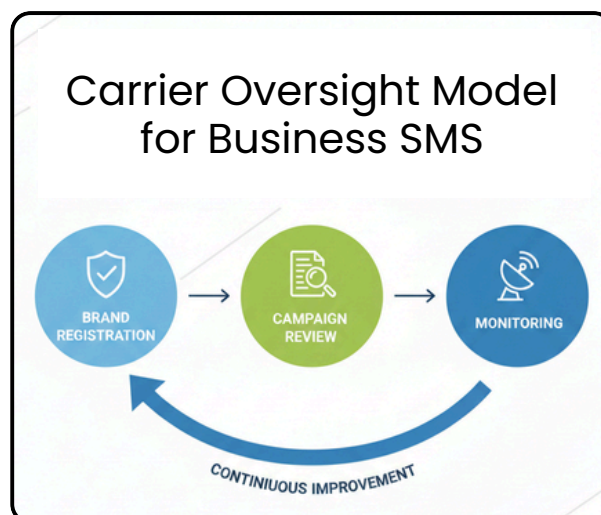 Carrier Oversight Model
for Business SMS
BRAND
REGISTRATION
CAMPAIGN
REVIEW
MONITORING
CONTINIUOUS IMPROVEMENT